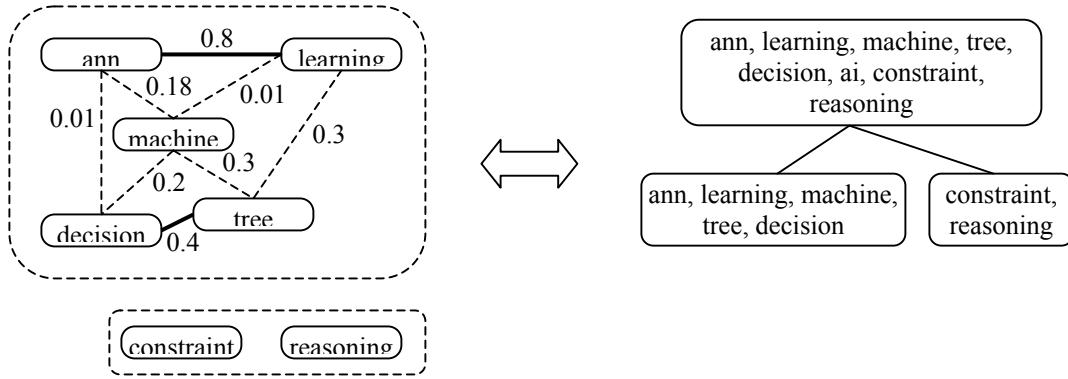 0.8
ann
learning
0.18
0.01
0.01
machine
0.3
0.3
0.2
tree
decision
0.4
constraint
reasoning
ann, learning, machine, tree,
decision, ai, constraint,
reasoning
ann, learning, machine,
tree, decision
constraint,
reasoning